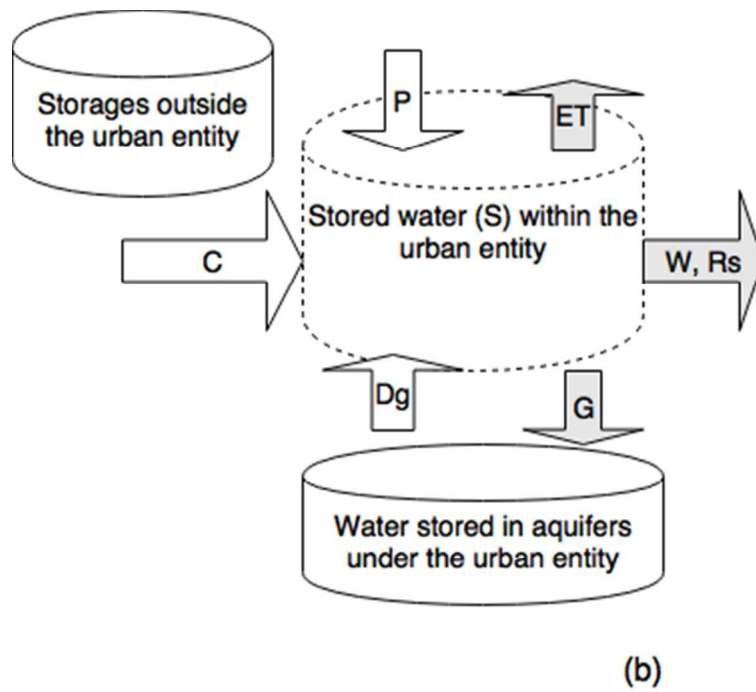 Storages outside
the urban entity
P
ET
Stored water (S) within the
urban entity
C
W, Rs
Dg
G
Water stored in aquifers
under the urban entity
(b)